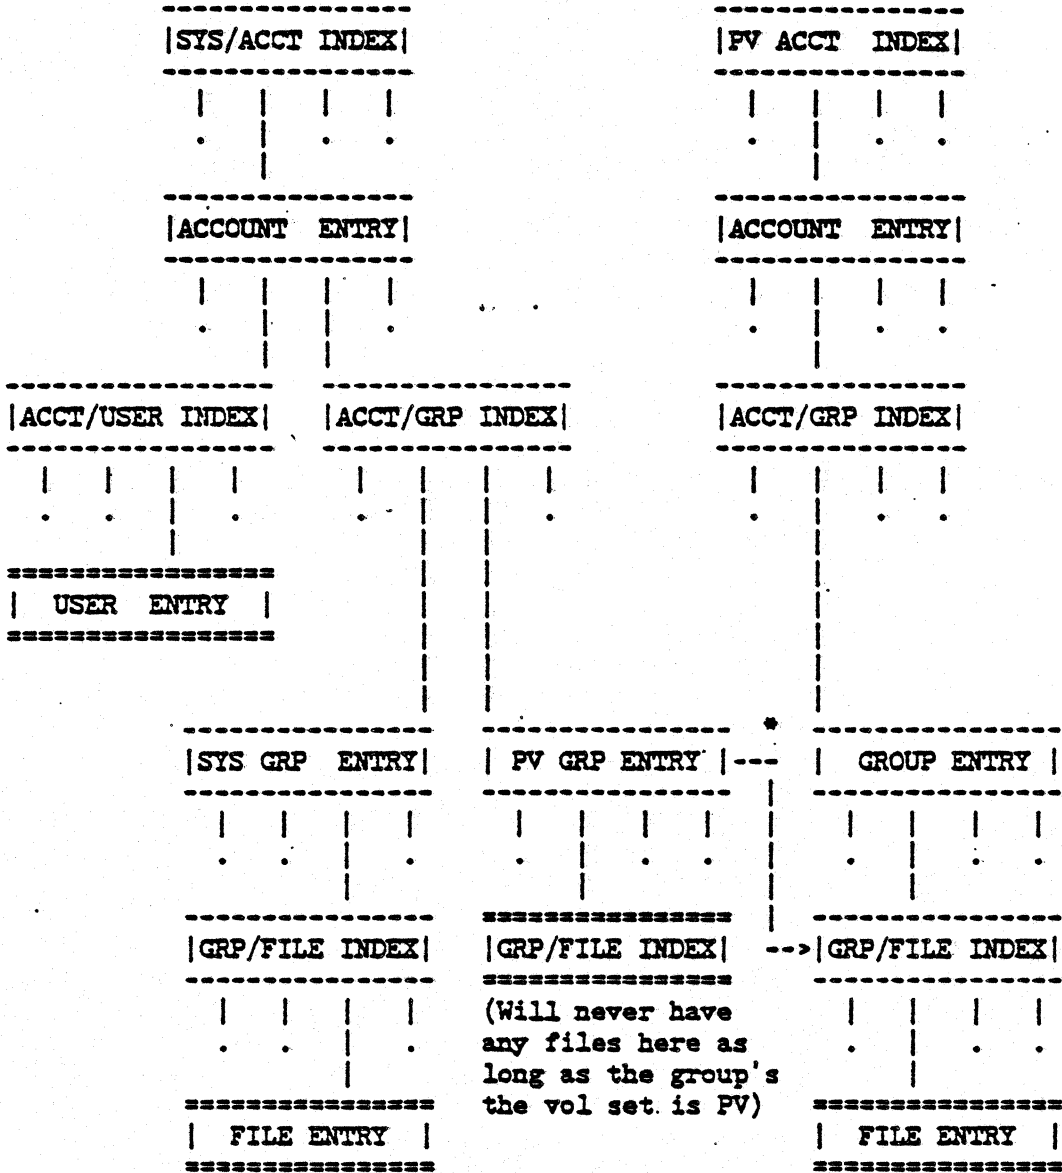 |SYS/ACCT INDEX| |PV ACCT INDEX|
|ACCOUNT ENTRY| |ACCOUNT ENTRY|
|ACCT/USER INDEX| |ACCT/GRP INDEX| |ACCT/GRP INDEX|
| USER ENTRY |
*
|SYS GRP ENTRY| | PV GRP ENTRY |--- | GROUP ENTRY |
|GRP/FILE INDEX| |GRP/FILE INDEX| -->|GRP/FILE INDEX|
(Will never have
any files here as
long as the group's
the vol set is PV)
| FILE ENTRY | | FILE ENTRY |